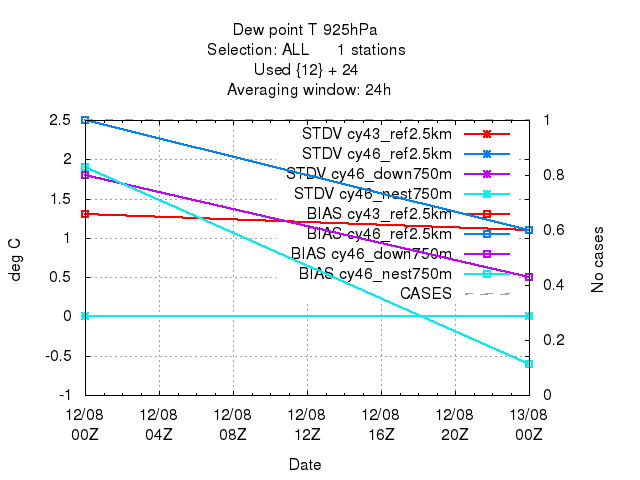 Dew point T 925hPa
Selection: ALL 1 stations
Used {12} + 24
Averaging window: 24h
2.5
2
1.5
1
0.5
0
-0.5
-1
deg C
STDV cy43_ref2.5km
STDV cy46_ref2.5km
STDV cy46_down750m
STDV cy46_nest750m
BIAS cy43_ref2.5km
BIAS cy46_ref2.5km
BIAS cy46_down750m
BIAS cy46_nest750m
CASES
1
0.8
0.6
0.4
0.2
0
No cases
12/08 12/08 12/08 12/08 12/08 12/08 13/08
00Z 04Z 08Z 12Z 16Z 20Z 00Z
Date